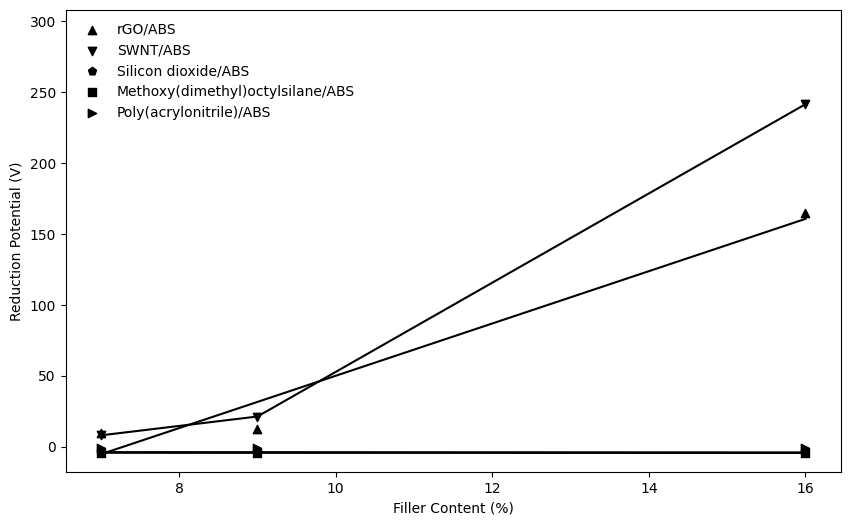 300
250
200
150
100
50
0
Reduction Potential (V)
rGO/ABS
SWNT/ABS
Silicon dioxide/ABS
Methoxy(dimethyl)octylsilane/ABS
Poly(acrylonitrile)/ABS
8 10 12 14 16
Filler Content (%)